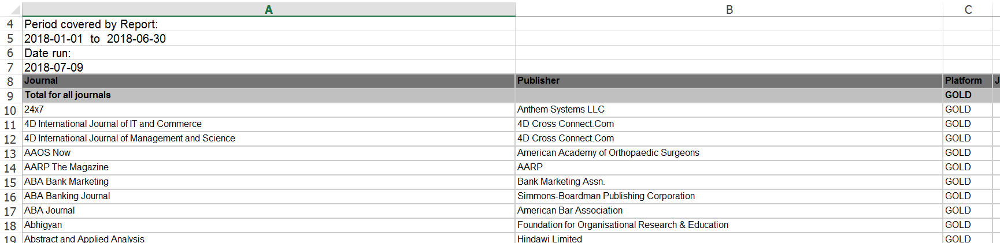 A B C
4 Period covered by Report:
5 2018-01-01 to 2018-06-30
6 Date run:
7 2018-07-09
8 Journal Publisher Platform J
9 Total for all journals GOLD
10 24x7 Anthem Systems LLC GOLD
11 4D International Journal of IT and Commerce 4D Cross Connect.Com GOLD
12 4D International Journal of Management and Science 4D Cross Connect.Com GOLD
13 AAOS Now American Academy of Orthopaedic Surgeons GOLD
14 AARP The Magazine AARP GOLD
15 ABA Bank Marketing Bank Marketing Assn. GOLD
16 ABA Banking Journal Simmons-Boardman Publishing Corporation GOLD
17 ABA Journal American Bar Association GOLD
18 Abhigyan Foundation for Organisational Research & Education GOLD
19 Abstract and Applied Analysis Hindawi Limited GOLD